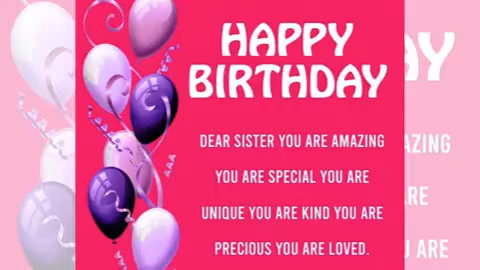 HAPPY
BIRTHDAY
DEAR SISTER YOU ARE AMAZING
YOU ARE SPECIAL YOU ARE
UNIQUE YOU ARE KIND YOU ARE
PRECIOUS YOU ARE LOVED.